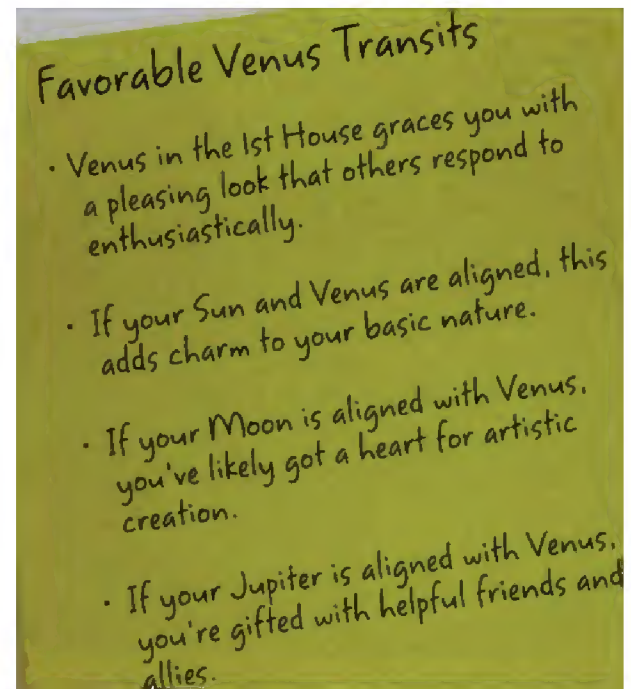 Favorable Venus Transits
• Venus in the 1st House graces you with
a pleasing look that others respond to
enthusiastically.
• If your Sun and Venus are aligned, this
adds charm to your basic nature.
• If your Moon is aligned with Venus,
you've likely got a heart for artistic
creation.
• If your Jupiter is aligned with Venus,
you're gifted with helpful friends and
allies.